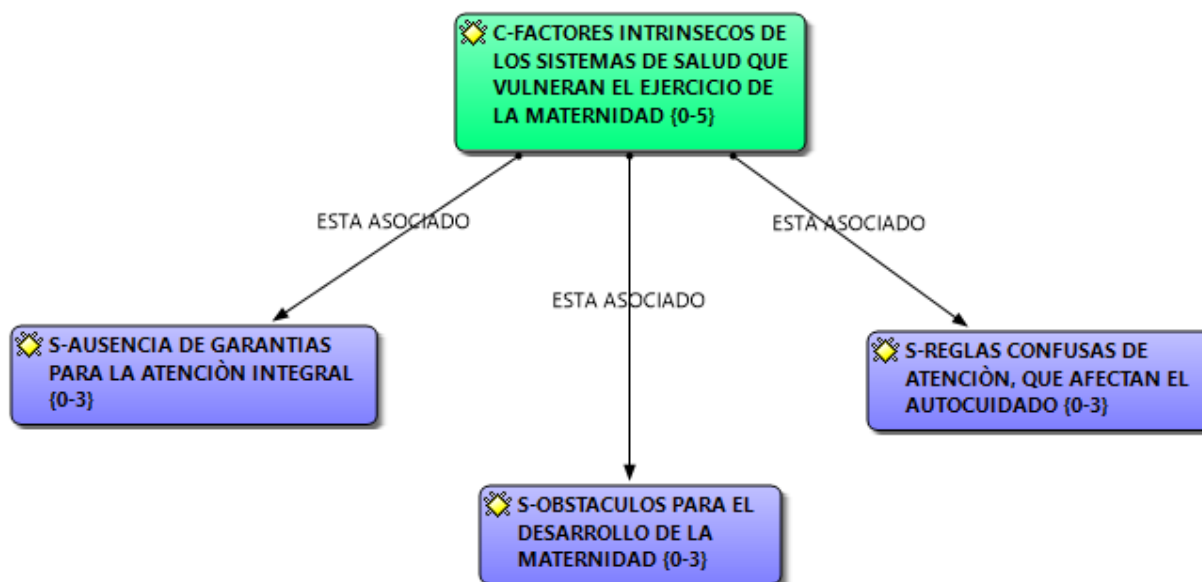 C-FACTORES INTRINSECOS DE
LOS SISTEMAS DE SALUD QUE
VULNERAN EL EJERCICIO DE
LA MATERNIDAD {0-5}
ESTA ASOCIADO
ESTA ASOCIADO
ESTA ASOCIADO
S-AUSENCIA DE GARANTIAS
PARA LA ATENCIÒN INTEGRAL
{0-3}
S-REGLAS CONFUSAS DE
ATENCIÒN, QUE AFECTAN EL
AUTOCUIDADO {0-3}
S-OBSTACULOS PARA EL
DESARROLLO DE LA
MATERNIDAD {0-3}